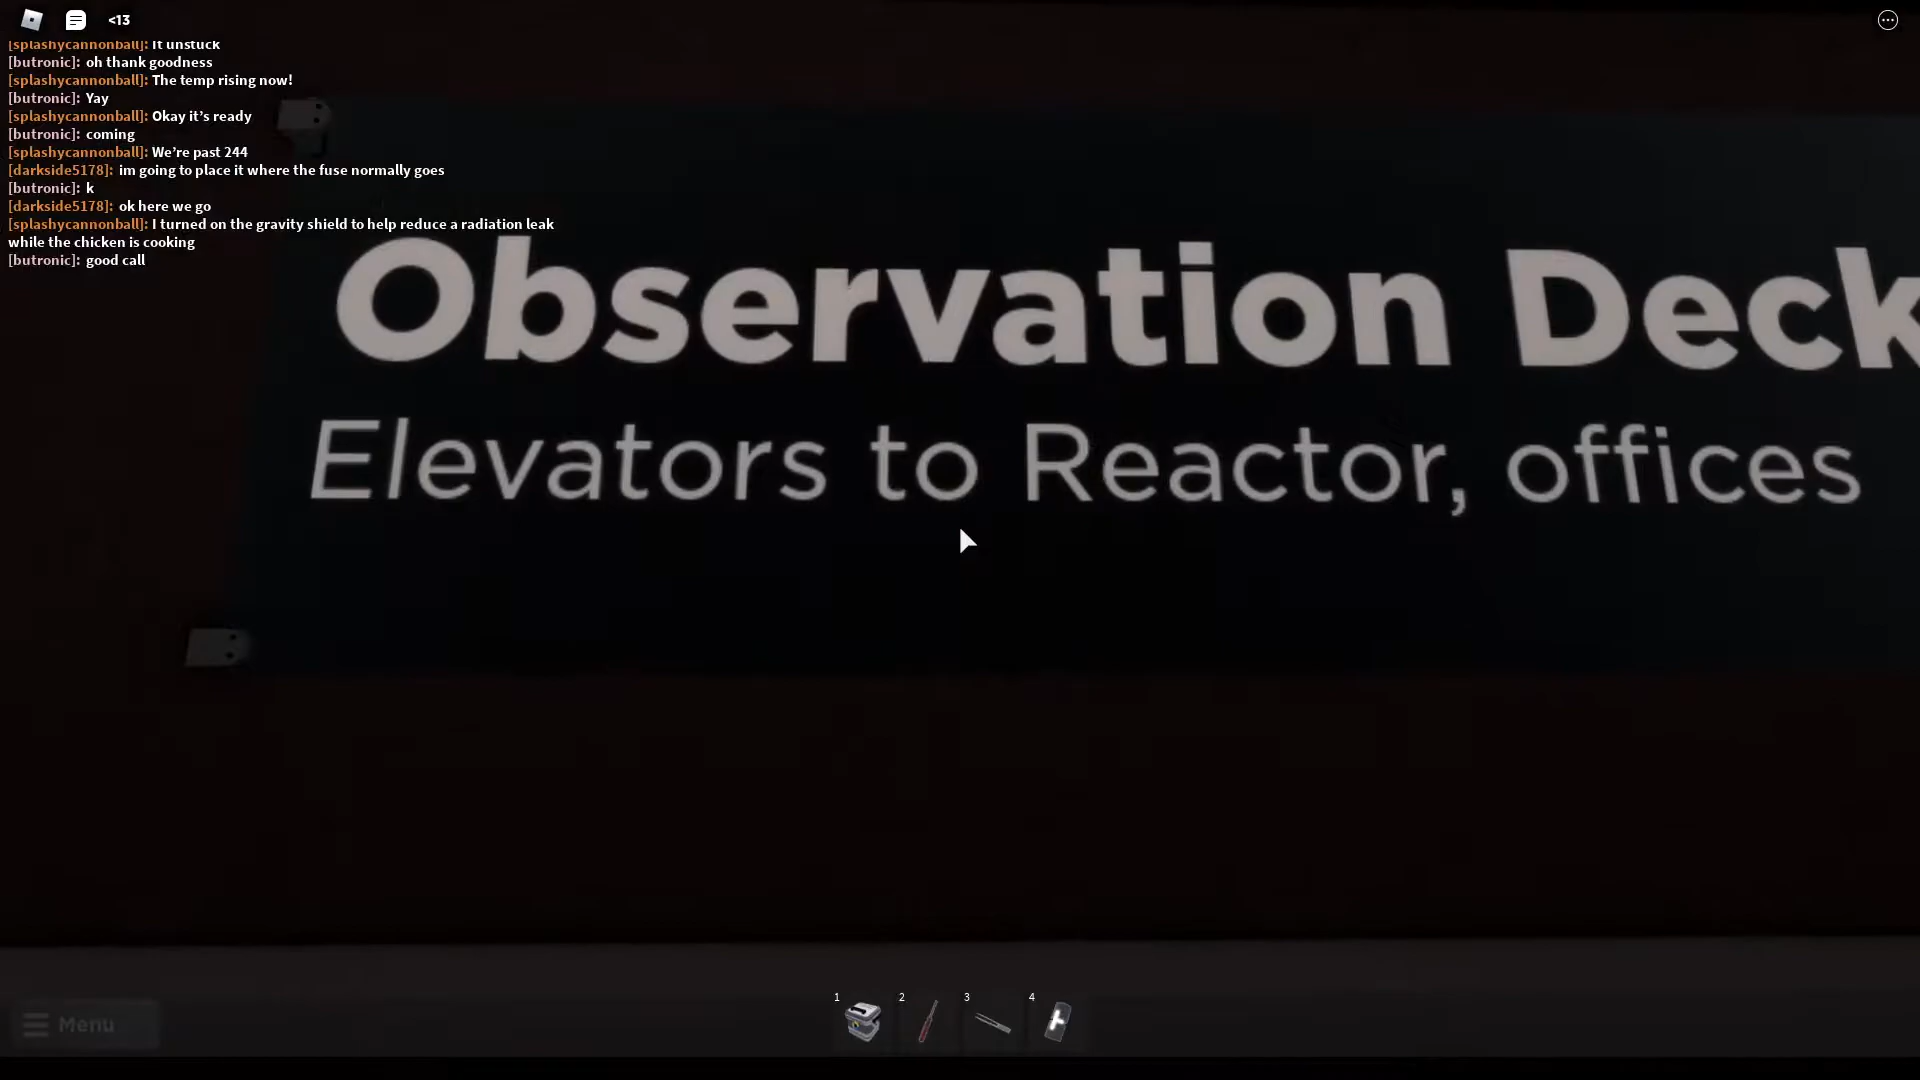 <13
[splashycannonball]: It unstuck
[butronic]: oh thank goodness
[splashycannonball]: The temp rising now!
[butronic]: Yay
[splashycannonball]: Okay it’s ready
[butronic]: coming
[splashycannonball]: We’re past 244
[darkside5178]: im going to place it where the fuse normally goes
[butronic]: k
[darkside5178]: ok here we go
[splashycannonball]: I turned on the gravity shield to help reduce a radiation leak
while the chicken is cooking
[butronic]: good call
Observation Deck
Elevators to Reactor, offices
Menu
1 2 3 4